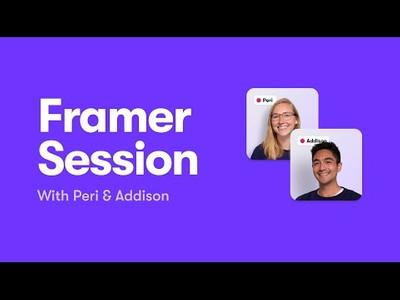 Framer
Session
With Peri & Addison
Peri
Addison